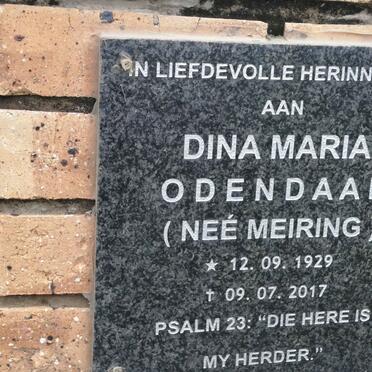 IN LIEFDEVOLLE HERINN
AAN
DINA MARIA
ODENDAA
( NEÉ MEIRING )
★ 12. 09. 1929
† 09. 07. 2017
PSALM 23: “DIE HERE IS
MY HERDER.”